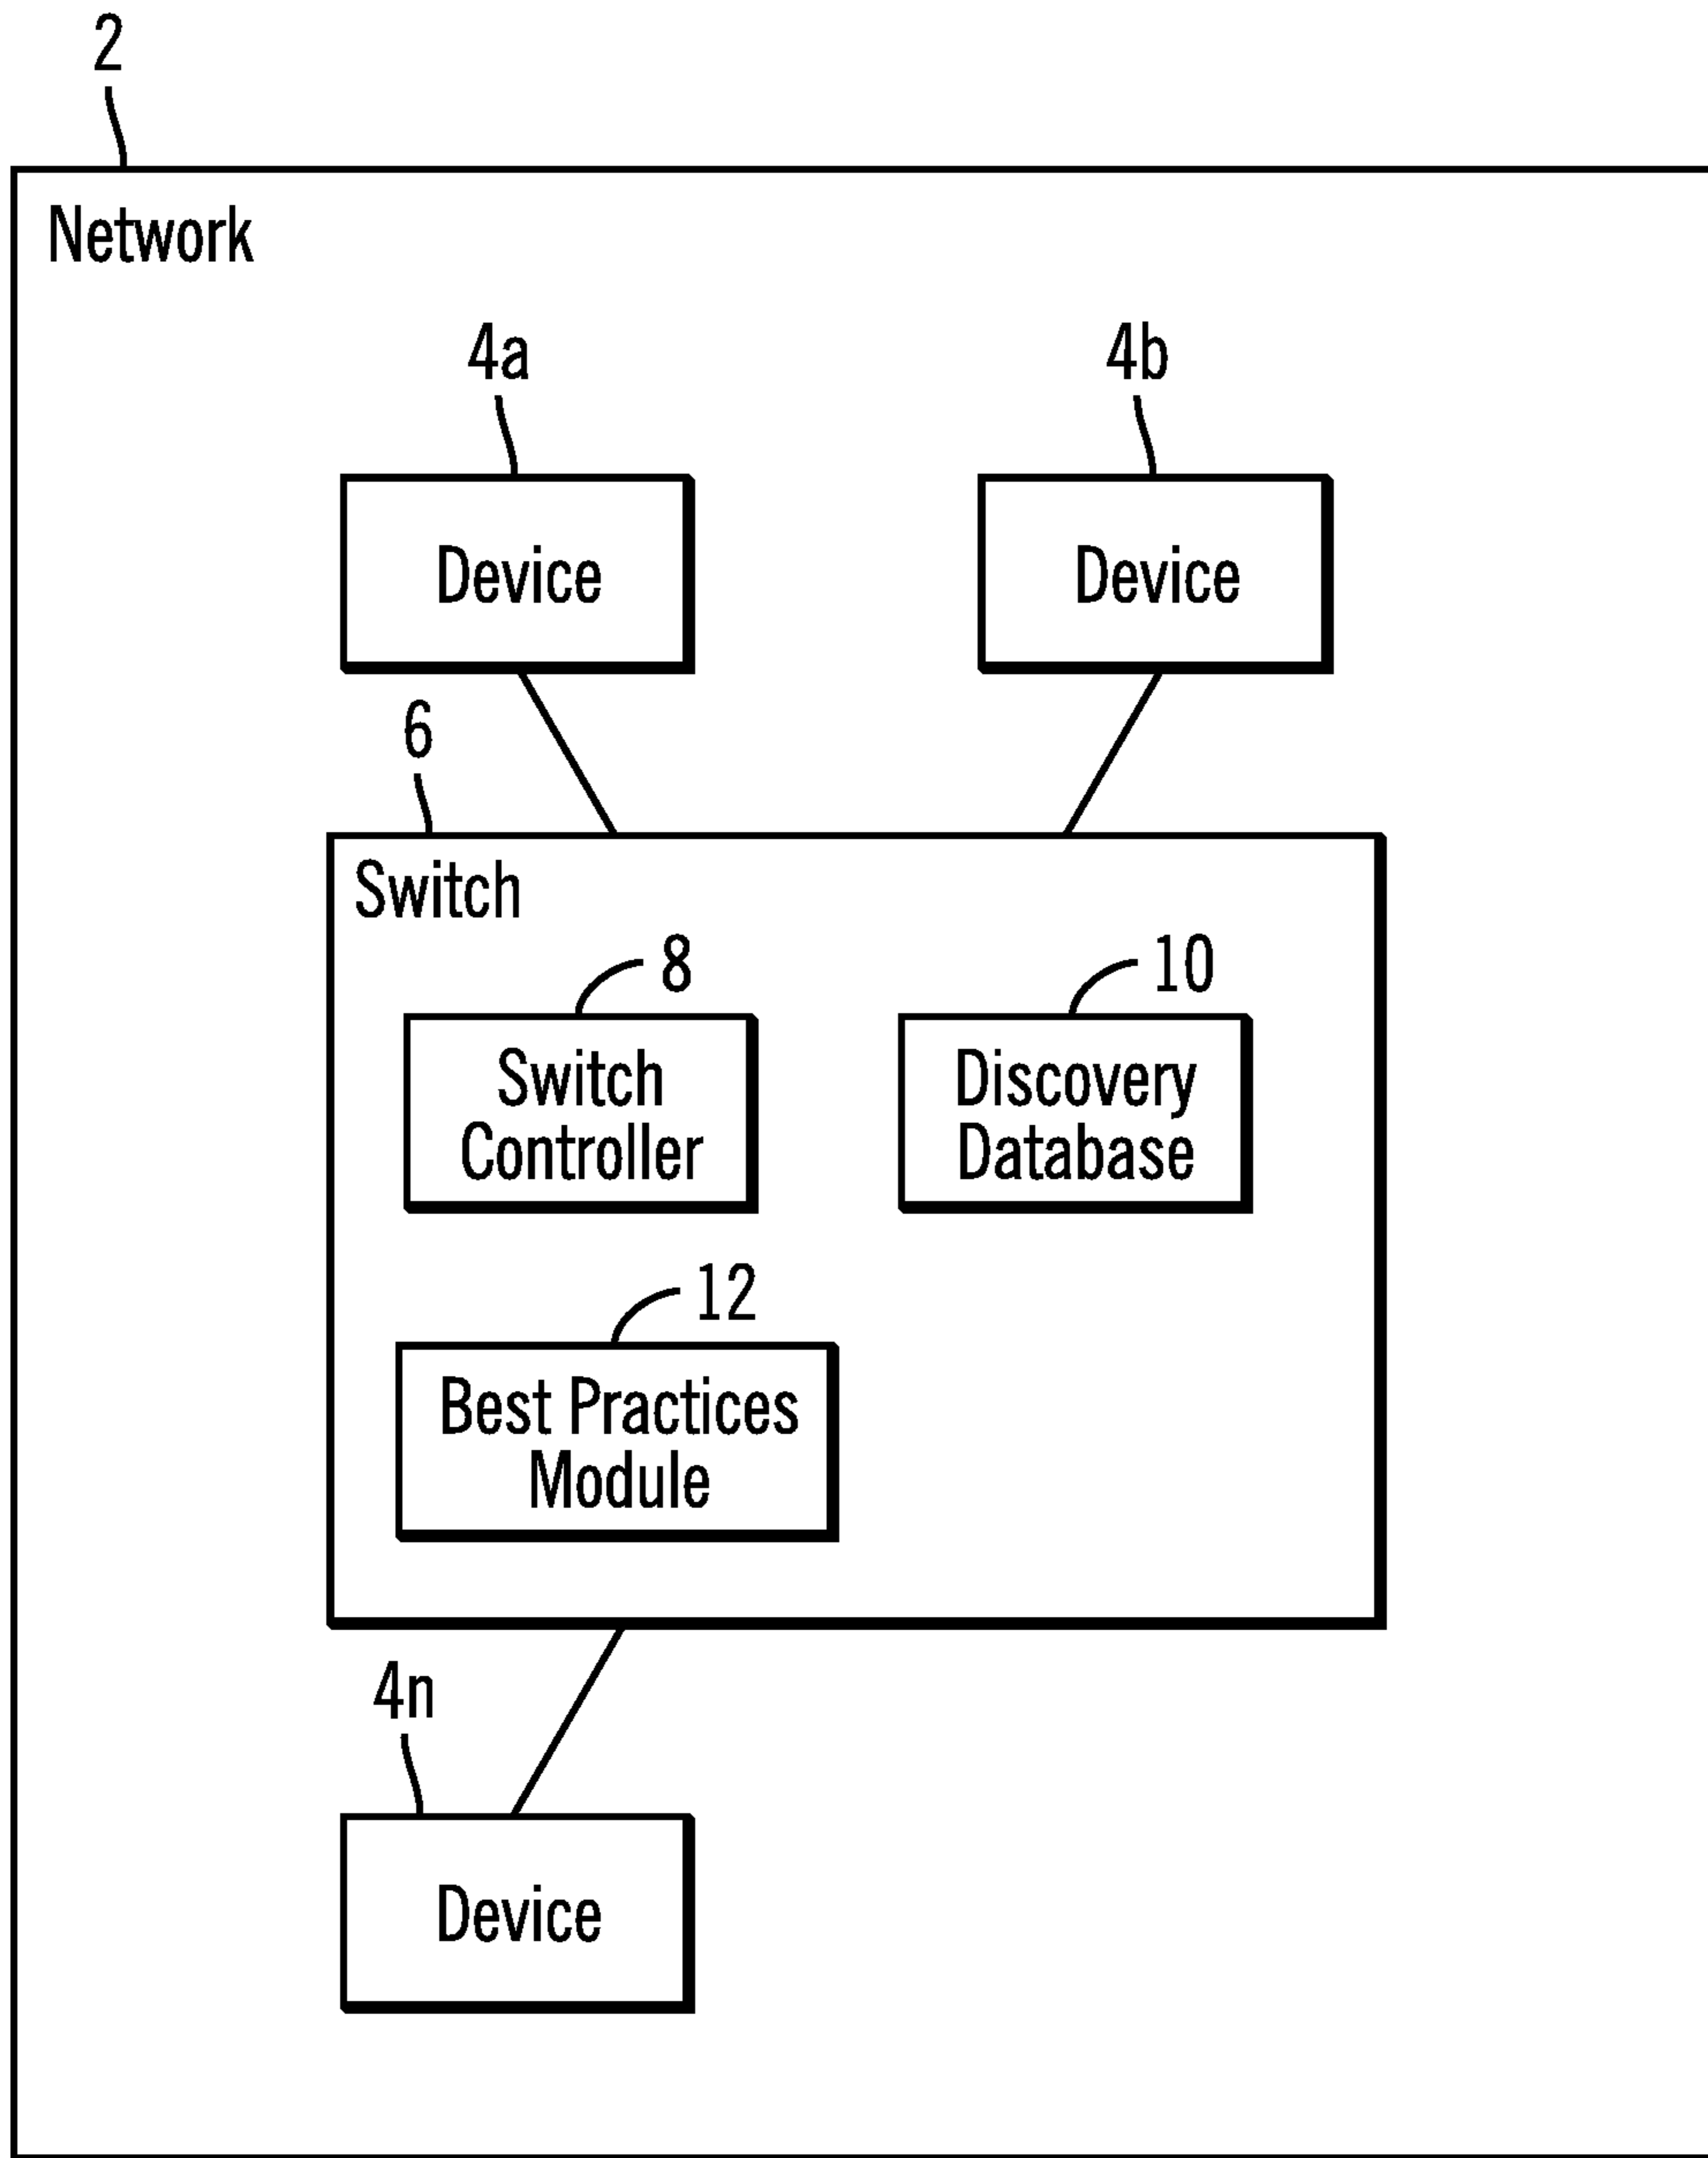 2
Network
4a
4b
Device
Device
6
Switch
8
10
Switch
Controller
Discovery
Database
12
Best Practices
Module
4n
Device